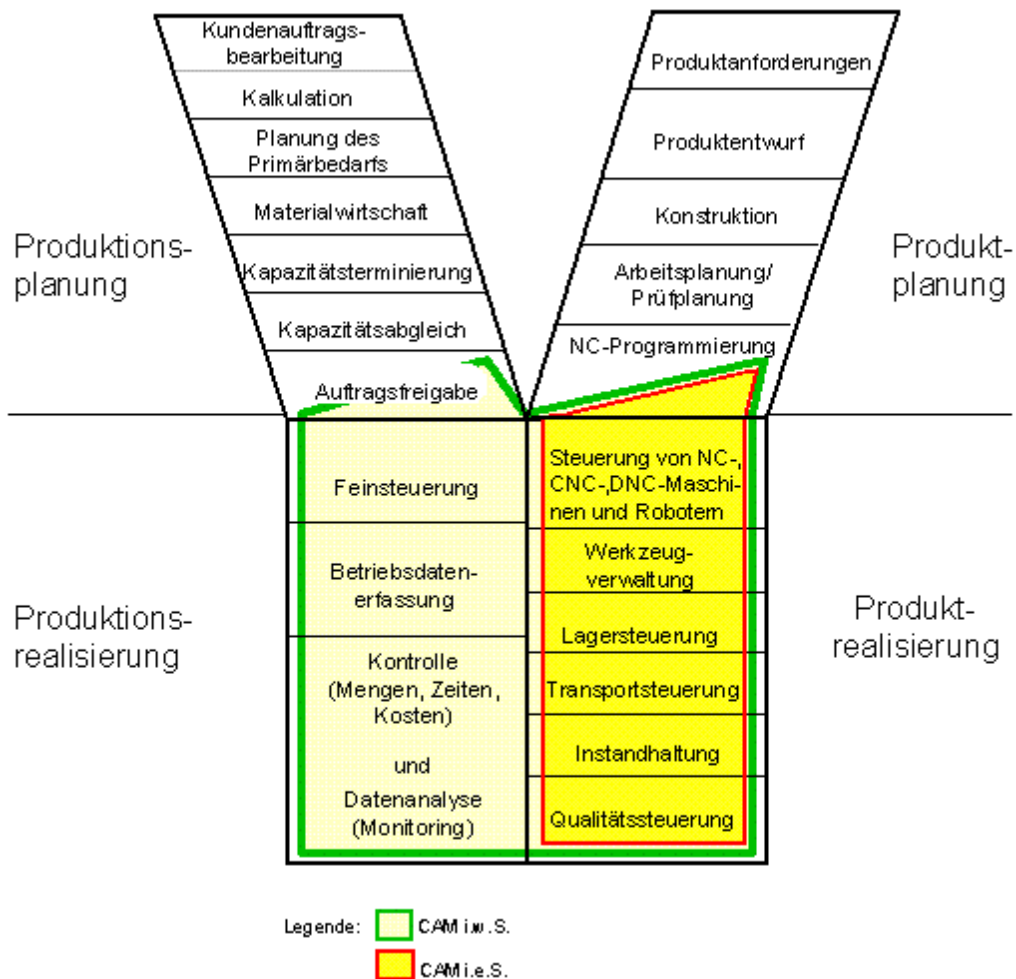 Kundenauftrags-
bearbeitung
Kalkulation
Planung des
Primärbedarfs
Materialwirtschaft
Kapazitätsterminierung
Kapazitätsabgleich
Auftragsfreigabe
Produktanforderungen
Produktentwurf
Konstruktion
Arbeitsplanung/
Prüfplanung
NC-Programmierung
Produktions-
planung
Produkt-
planung
Feinsteuerung
Betriebsdaten-
erfassung
Kontrolle
(Mengen, Zeiten,
Kosten)
und
Datenanalyse
(Monitoring)
Steuerung von NC-,
CNC-,DNC-Maschi-
nen und Robotern
Werkzeug-
verwaltung
Lagersteuerung
Transportsteuerung
Instandhaltung
Qualitätssteuerung
Produktions-
realisierung
Produkt-
realisierung
Legende:
CAM i.w.S.
CAM i.e.S.